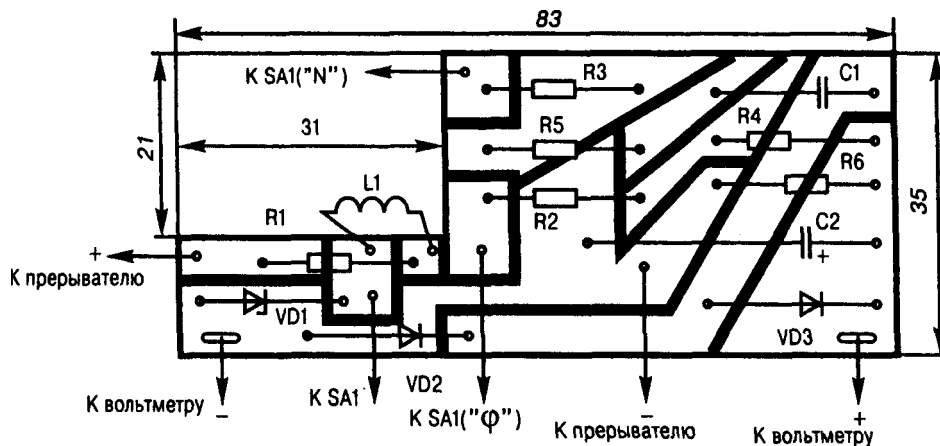 83
К SA1("N")
R3
C1
21
31
R5
R4
R6
35
L1
R2
R1
C2
+
+
К прерывателю
VD1
VD3
VD2
К вольтметру −
К SA1
К SA1("φ")
−
К прерывателю
+
К вольтметру